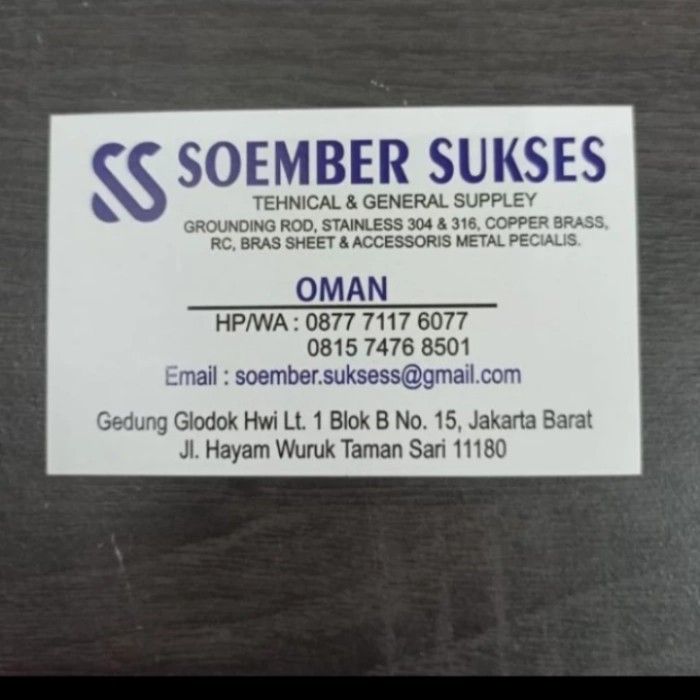 SS SOEMBER SUKSES
TEHNICAL & GENERAL SUPPLEY
GROUNDING ROD, STAINLESS 304 & 316, COPPER BRASS,
RC, BRAS SHEET & ACCESSORIS METAL PECIALIS.
OMAN
HP/WA : 0877 7117 6077
0815 7476 8501
Email : soember.suksess@gmail.com
Gedung Glodok Hwi Lt. 1 Blok B No. 15, Jakarta Barat
Jl. Hayam Wuruk Taman Sari 11180